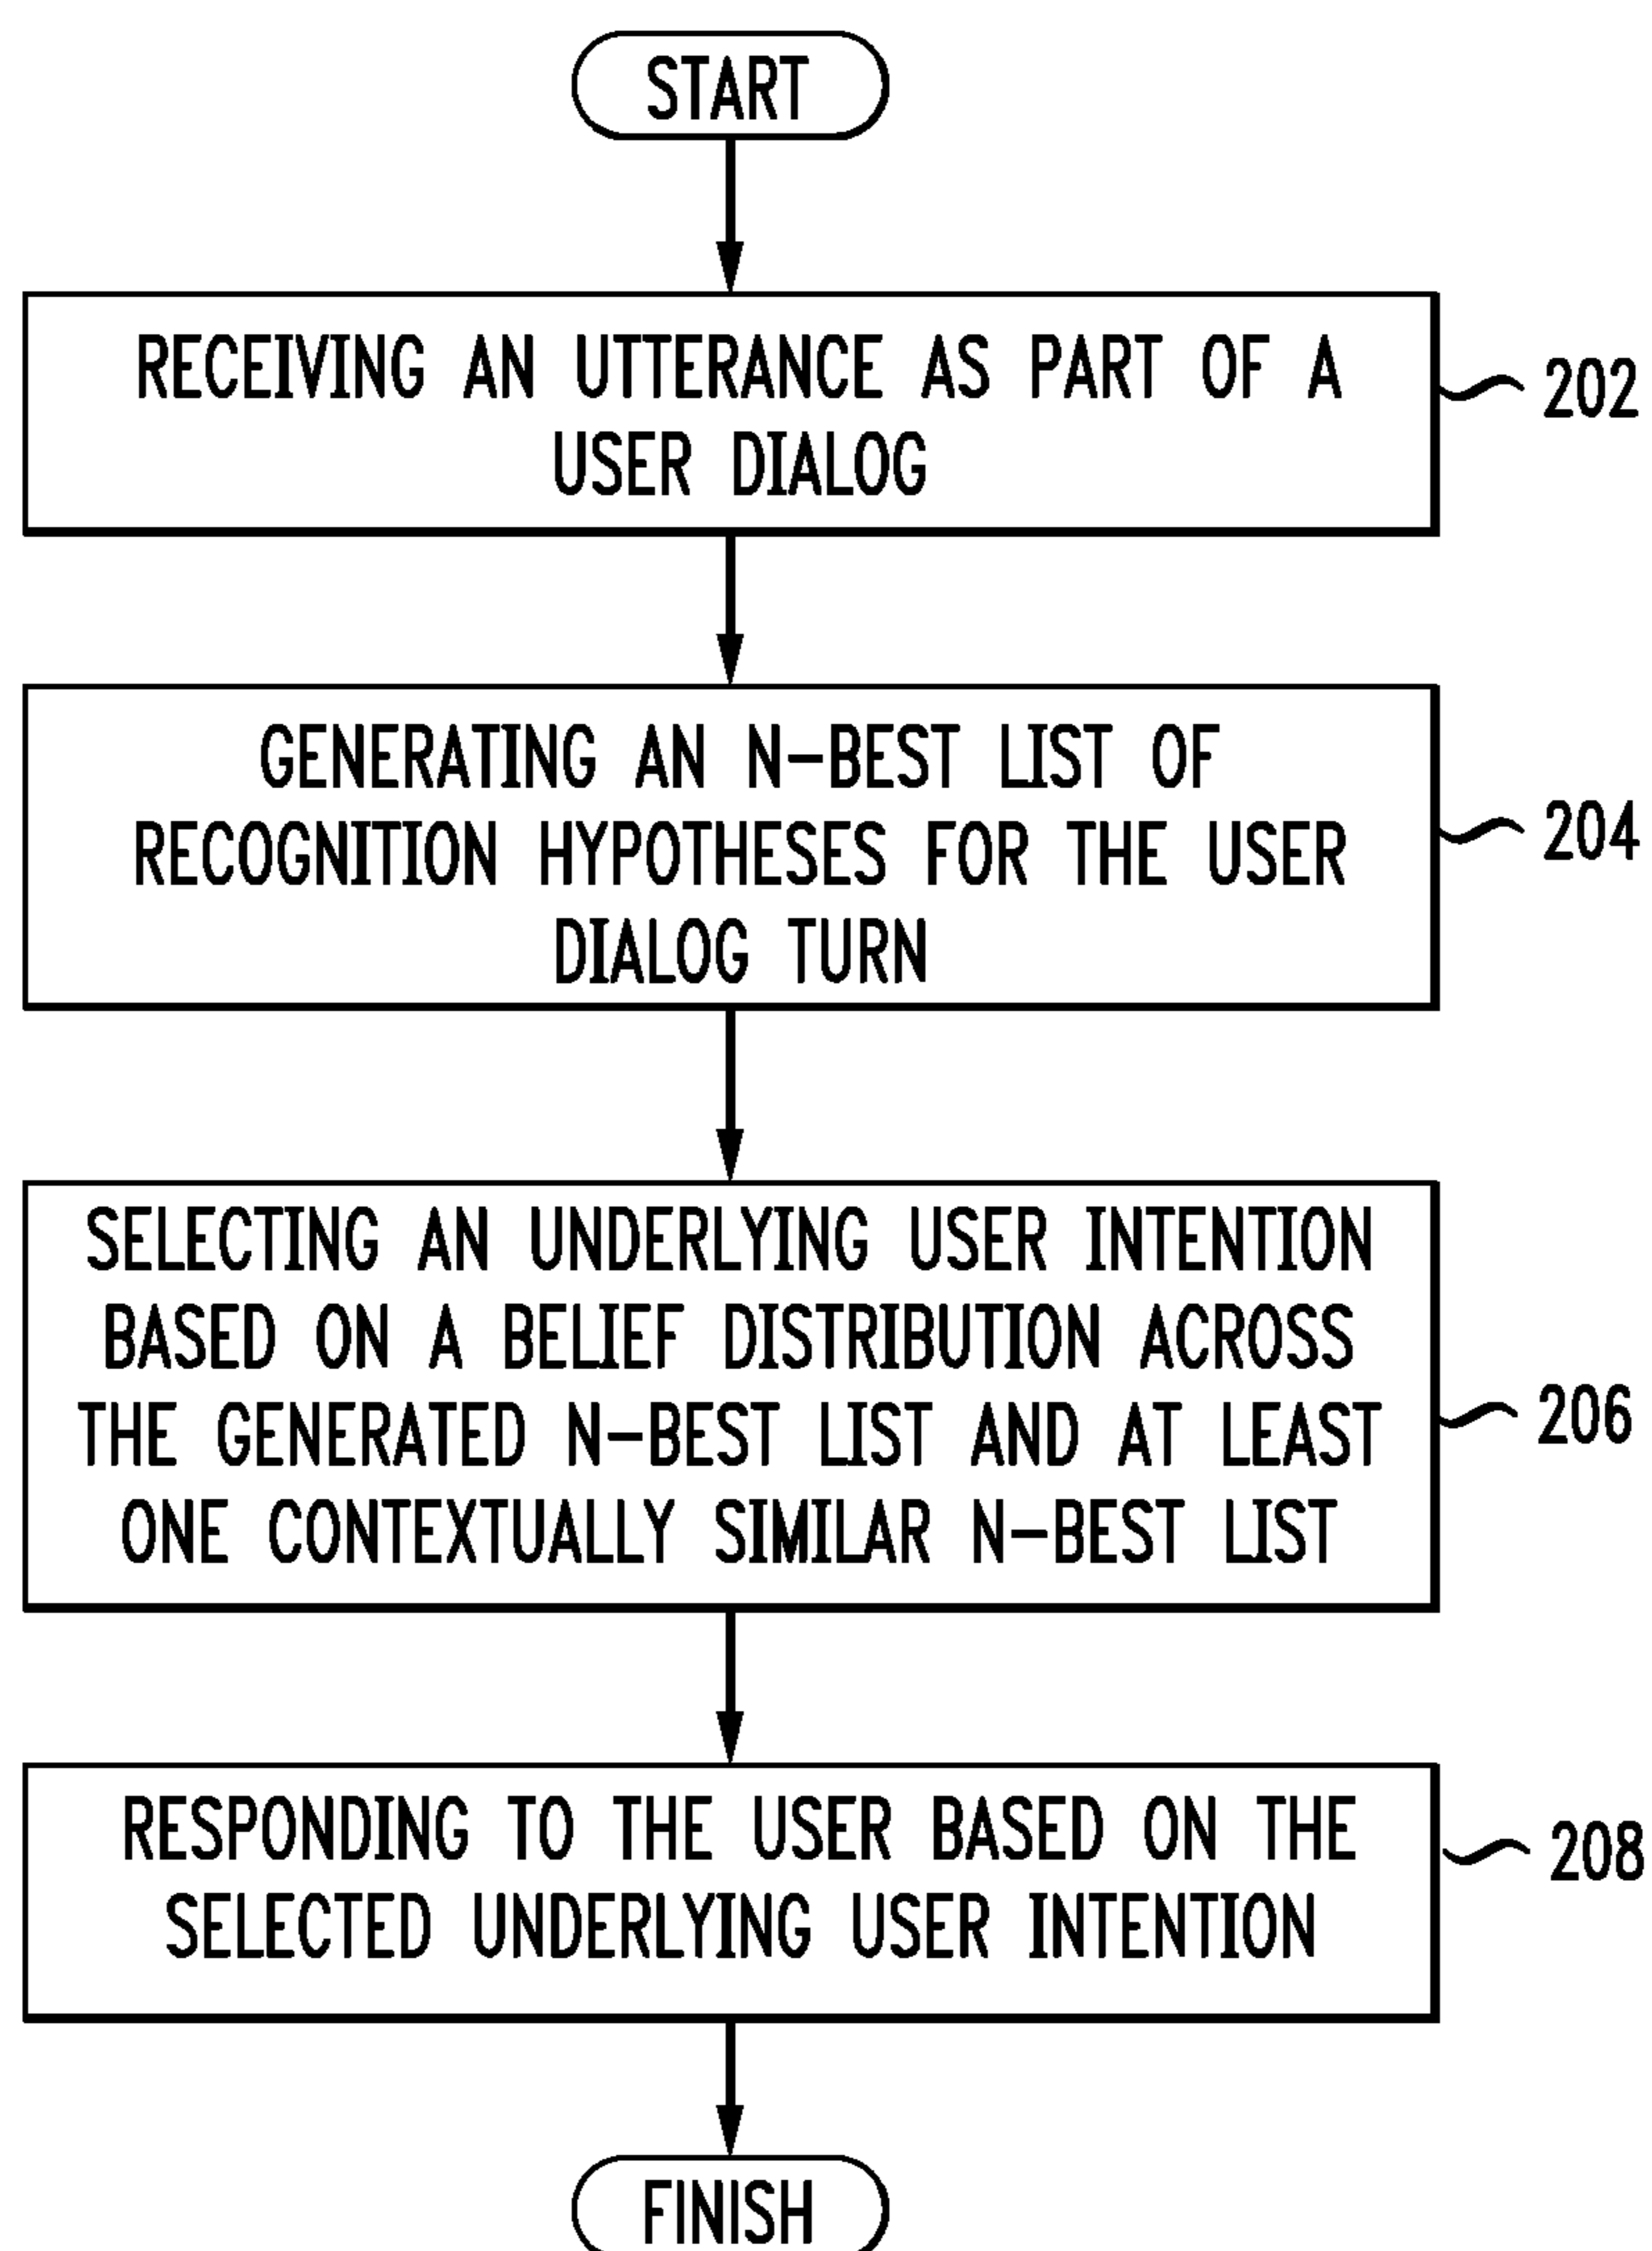 START
RECEIVING AN UTTERANCE AS PART OF A
USER DIALOG
202
GENERATING AN N-BEST LIST OF
RECOGNITION HYPOTHESES FOR THE USER
DIALOG TURN
204
SELECTING AN UNDERLYING USER INTENTION
BASED ON A BELIEF DISTRIBUTION ACROSS
THE GENERATED N-BEST LIST AND AT LEAST
ONE CONTEXTUALLY SIMILAR N-BEST LIST
206
RESPONDING TO THE USER BASED ON THE
SELECTED UNDERLYING USER INTENTION
208
FINISH